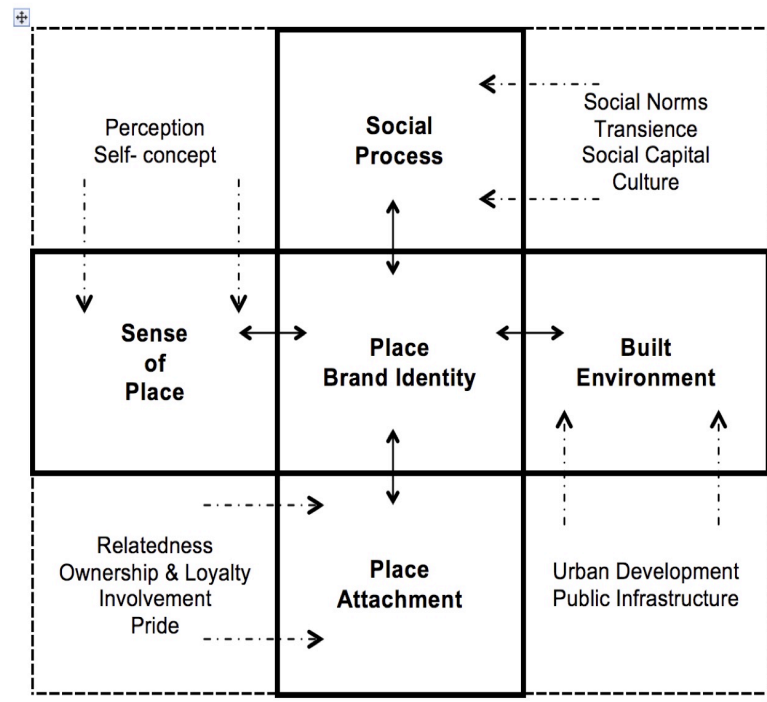 Perception
Self- concept
Social
Process
Social Norms
Transience
Social Capital
Culture
Sense
of
Place
Place
Brand Identity
Built
Environment
Relatedness
Ownership & Loyalty
Involvement
Pride
Place
Attachment
Urban Development
Public Infrastructure